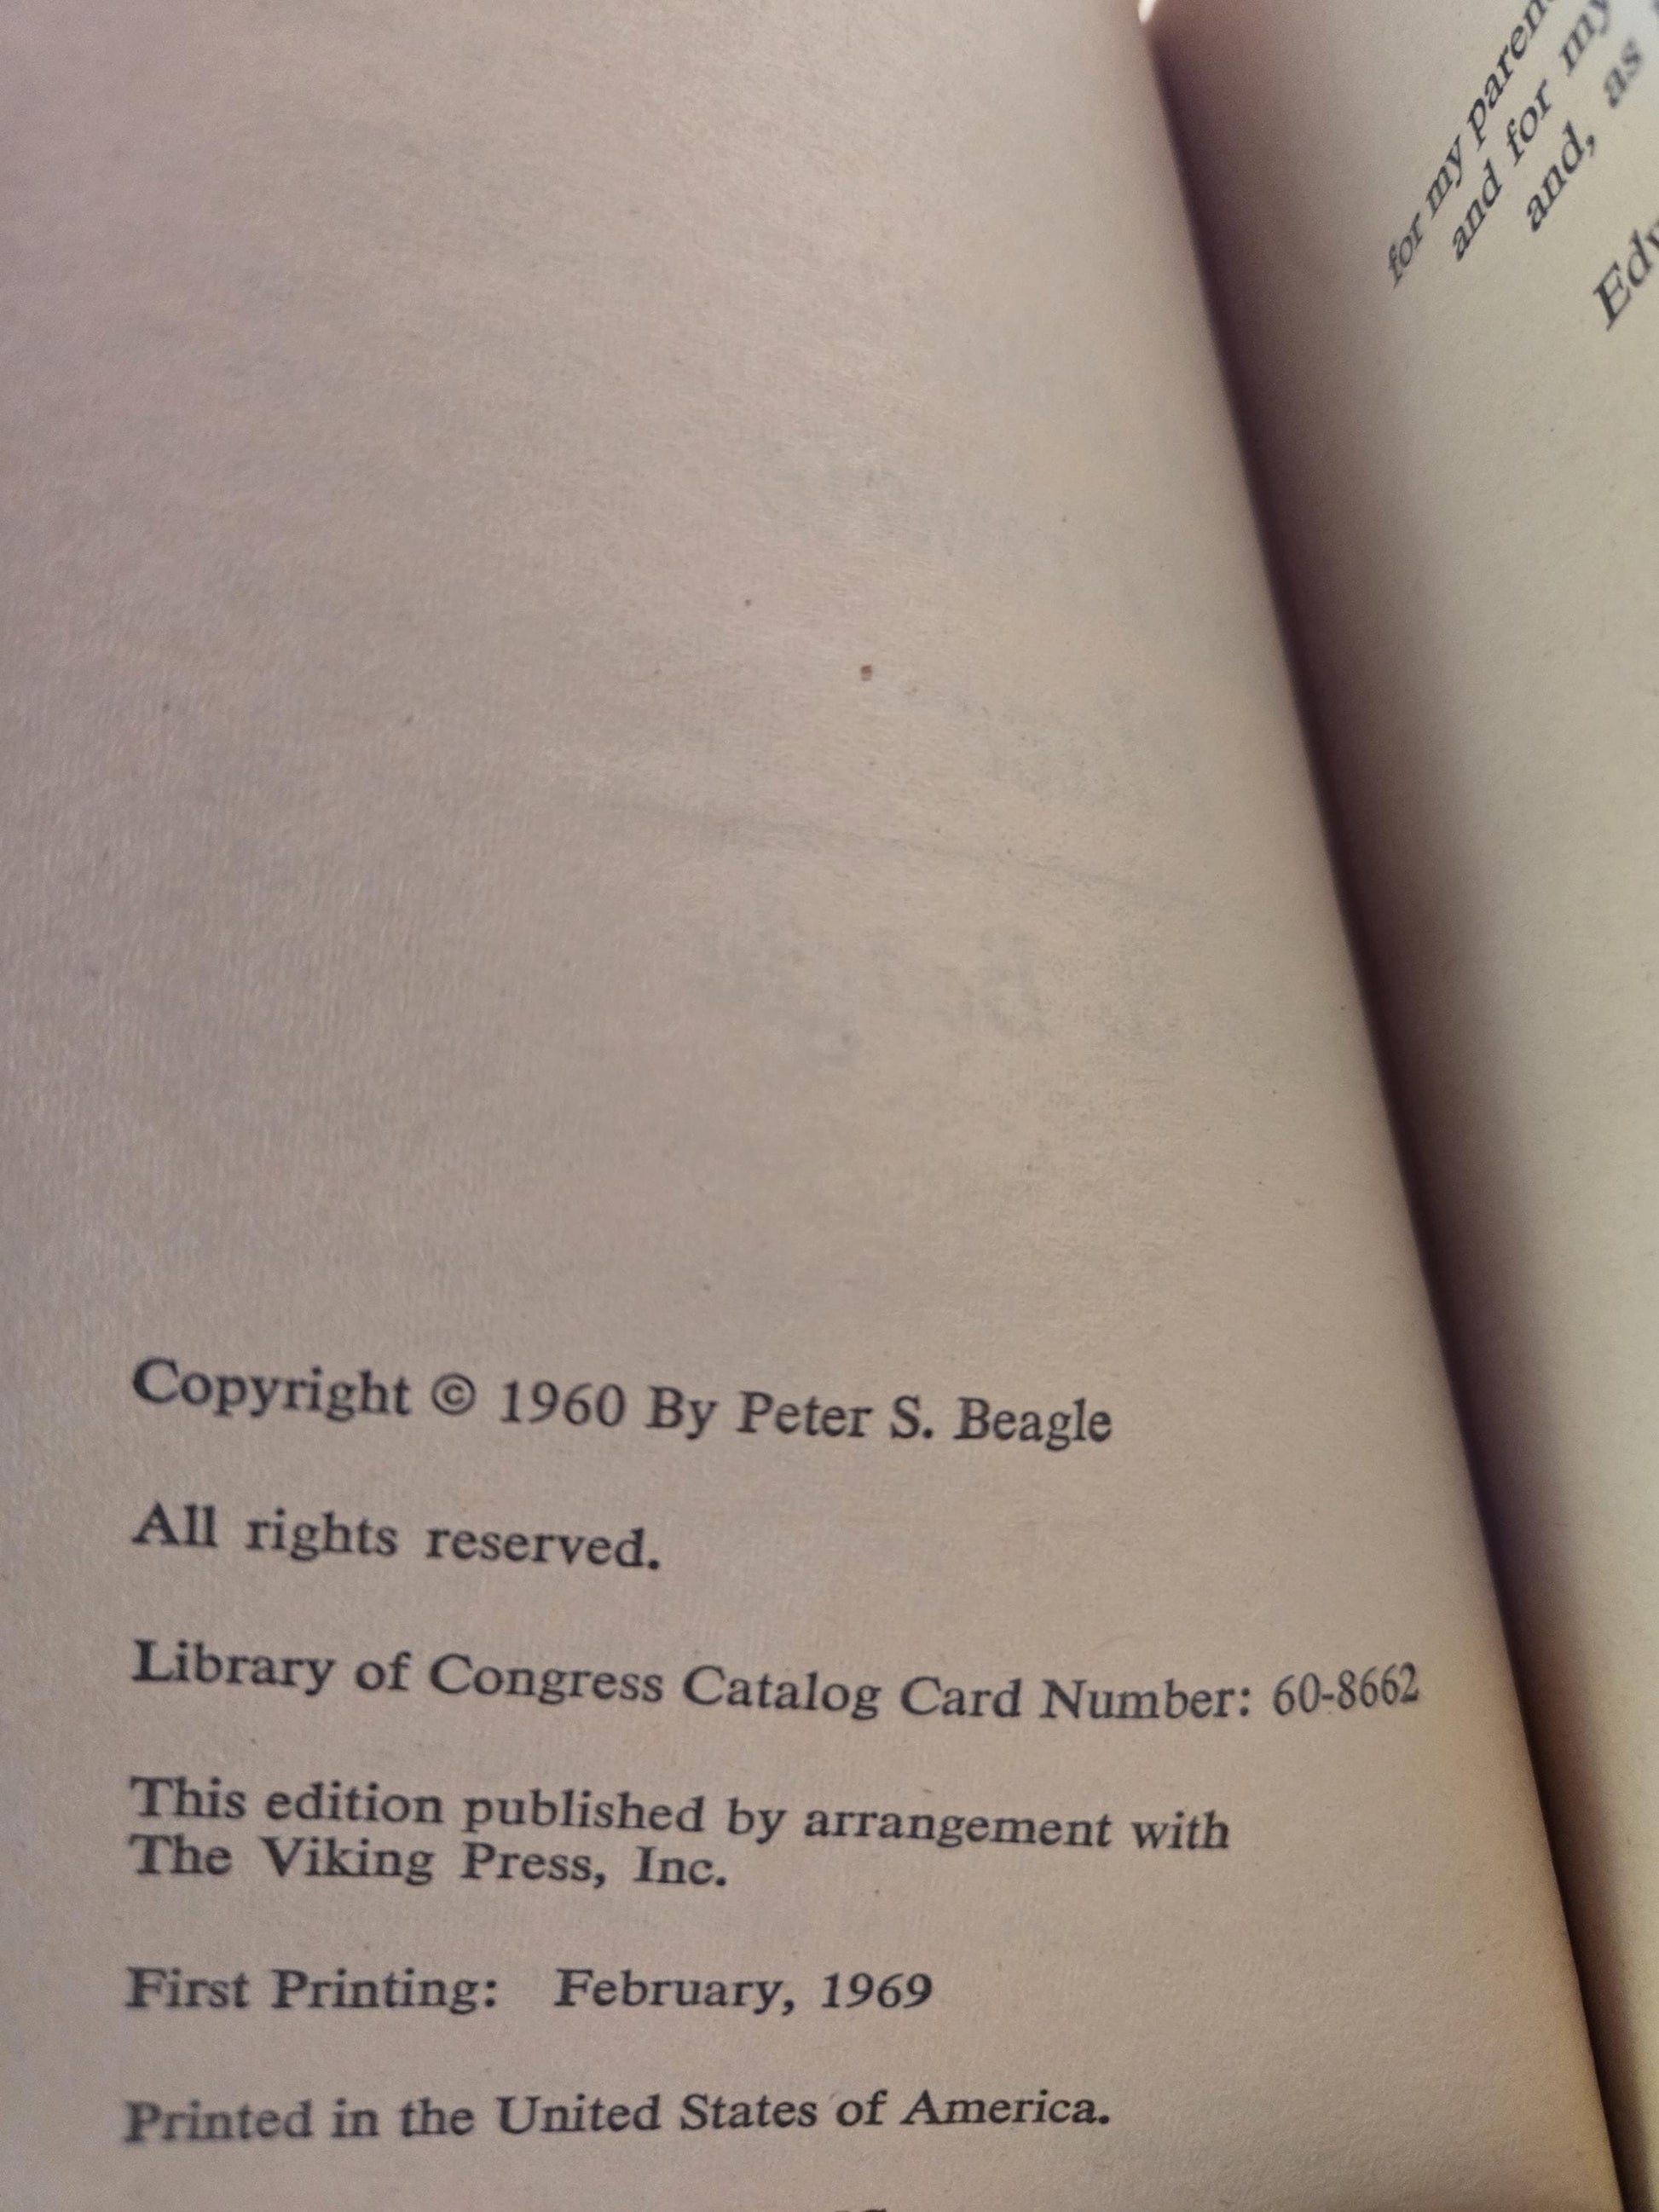 Copyright © 1960 By Peter S. Beagle
All rights reserved.
Library of Congress Catalog Card Number: 60-8662
This edition published by arrangement with
The Viking Press, Inc.
First Printing: February, 1969
Printed in the United States of America.
for my
and for my
and, as